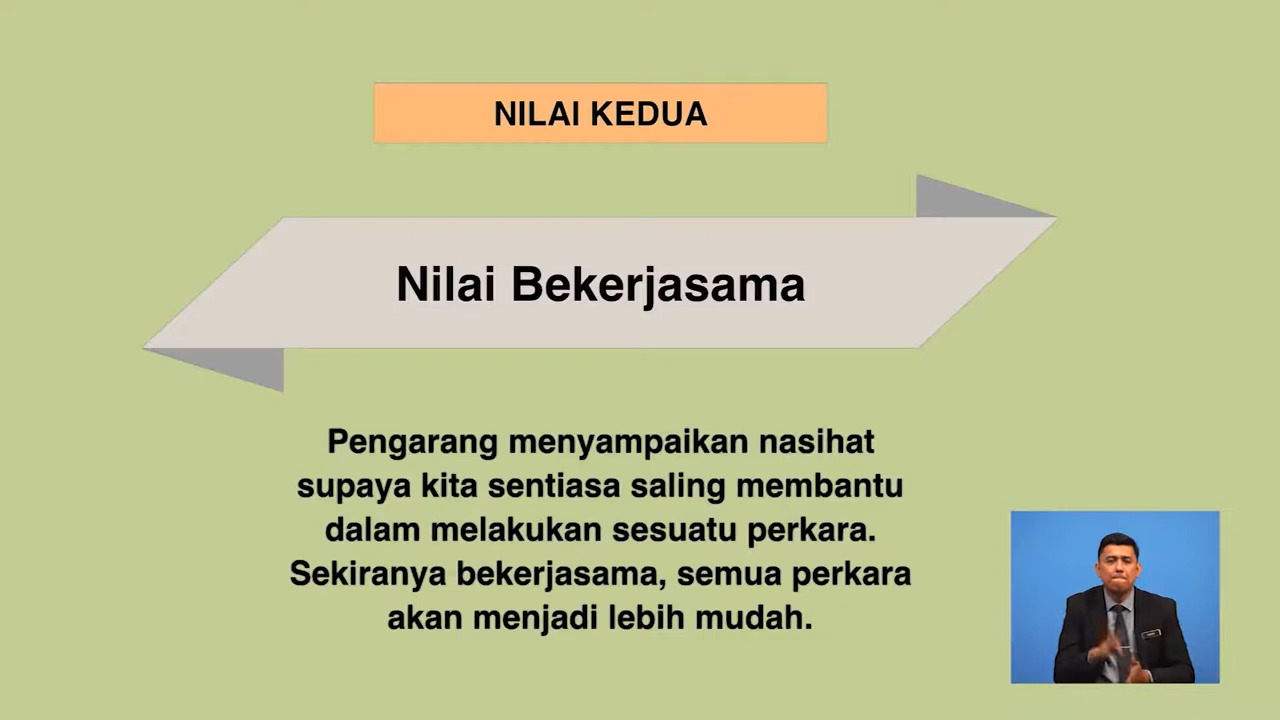 NILAI KEDUA
Nilai Bekerjasama
Pengarang menyampaikan nasihat
supaya kita sentiasa saling membantu
dalam melakukan sesuatu perkara.
Sekiranya bekerjasama, semua perkara
akan menjadi lebih mudah.